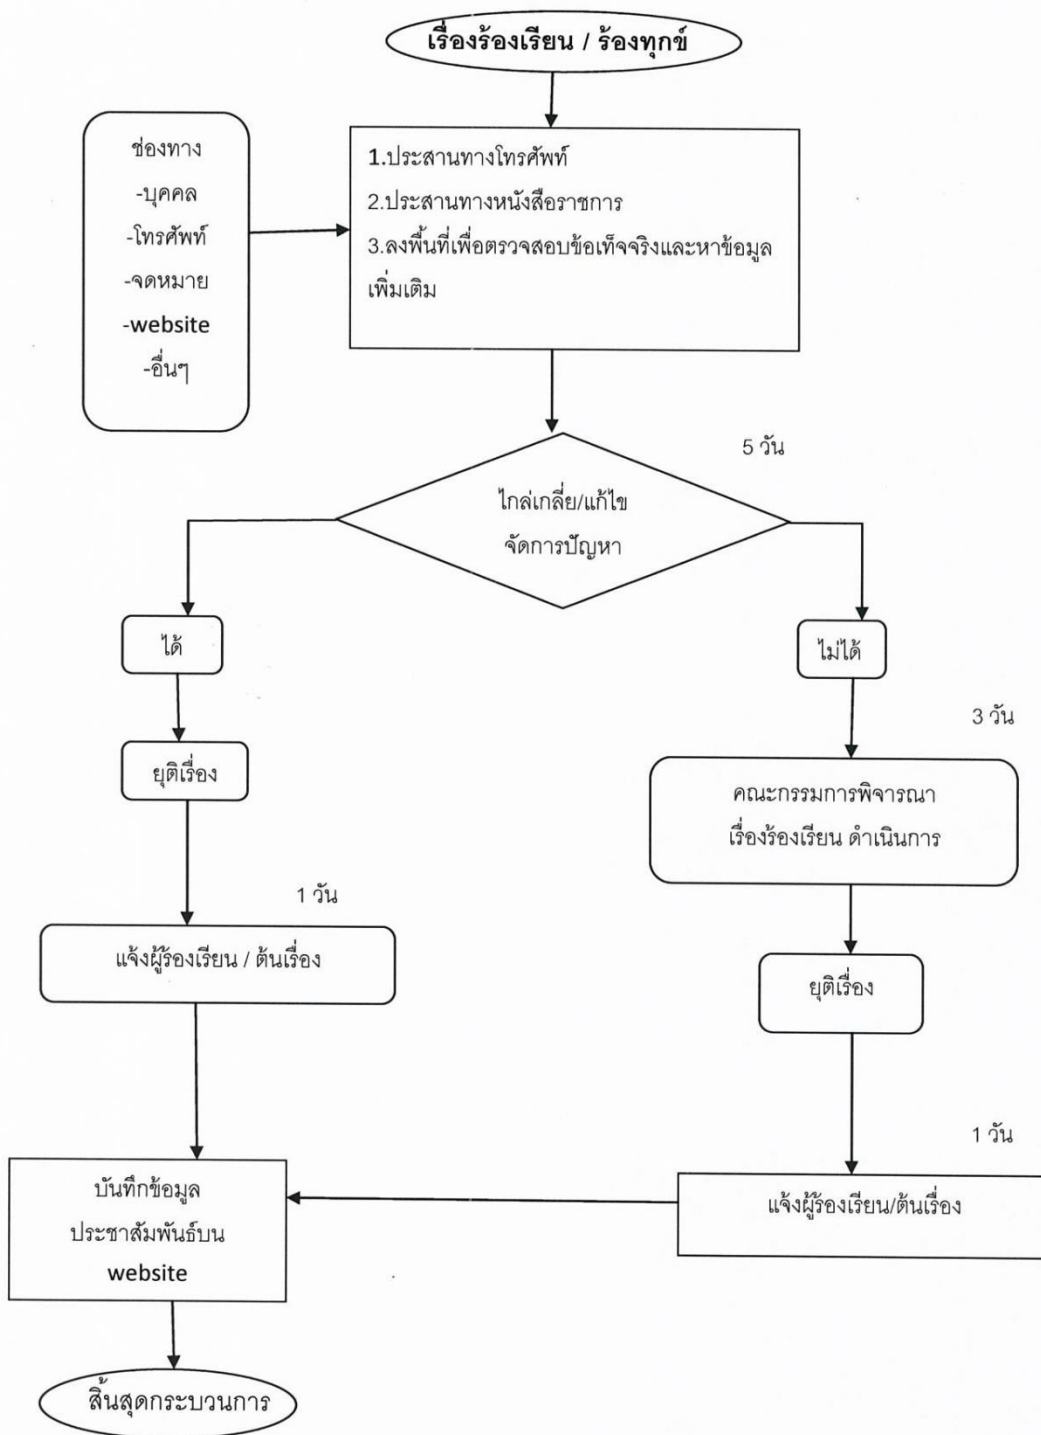 เรื่องร้องเรียน / ร้องทุกข์
ช่องทาง
-บุคคล
-โทรศัพท์
-จดหมาย
-website
-อื่นๆ
1.ประสานทางโทรศัพท์
2.ประสานทางหนังสือราชการ
3.ลงพื้นที่เพื่อตรวจสอบข้อเท็จจริงและหาข้อมูล
เพิ่มเติม
5 วัน
ไกล่เกลี่ย/แก้ไข
จัดการปัญหา
ได้
ไม่ได้
3 วัน
ยุติเรื่อง
คณะกรรมการพิจารณา
เรื่องร้องเรียน ดำเนินการ
1 วัน
แจ้งผู้ร้องเรียน / ต้นเรื่อง
ยุติเรื่อง
1 วัน
บันทึกข้อมูล
ประชาสัมพันธ์บน
website
แจ้งผู้ร้องเรียน/ต้นเรื่อง
สิ้นสุดกระบวนการ